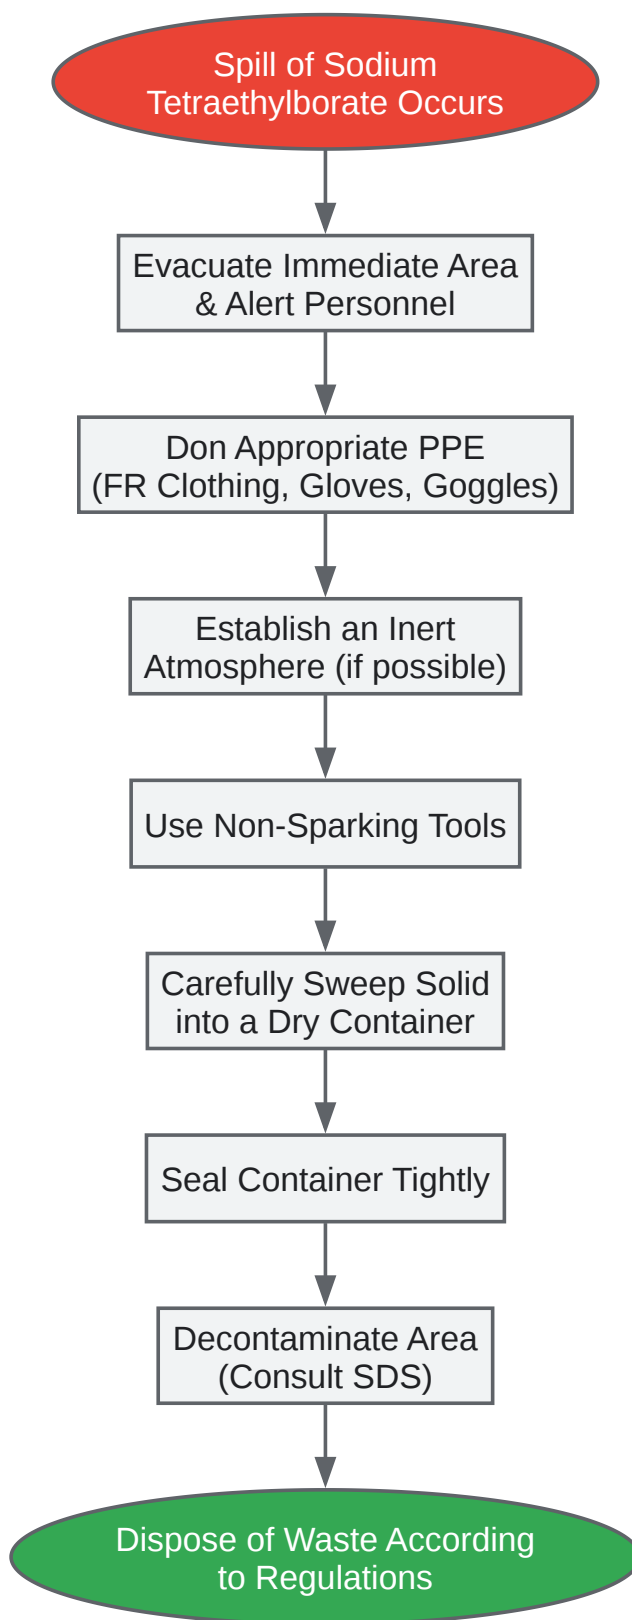 Spill of Sodium
Tetraethylborate Occurs
Evacuate Immediate Area
& Alert Personnel
Don Appropriate PPE
(FR Clothing, Gloves, Goggles)
Establish an Inert
Atmosphere (if possible)
Use Non-Sparking Tools
Carefully Sweep Solid
into a Dry Container
Seal Container Tightly
Decontaminate Area
(Consult SDS)
Dispose of Waste According
to Regulations